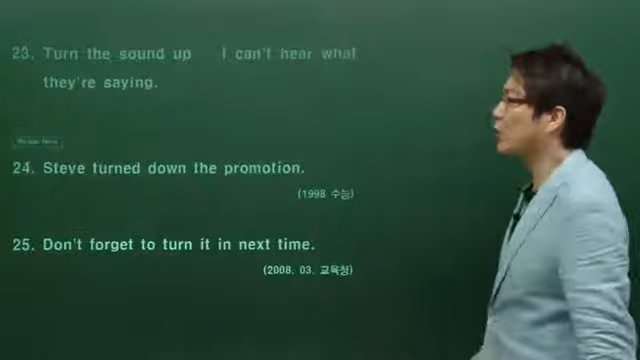 23. Turn the sound up I can't hear what
they're saying.
24. Steve turned down the promotion.
(1998 수능)
25. Don't forget to turn it in next time.
(2008. 03. 교육청)